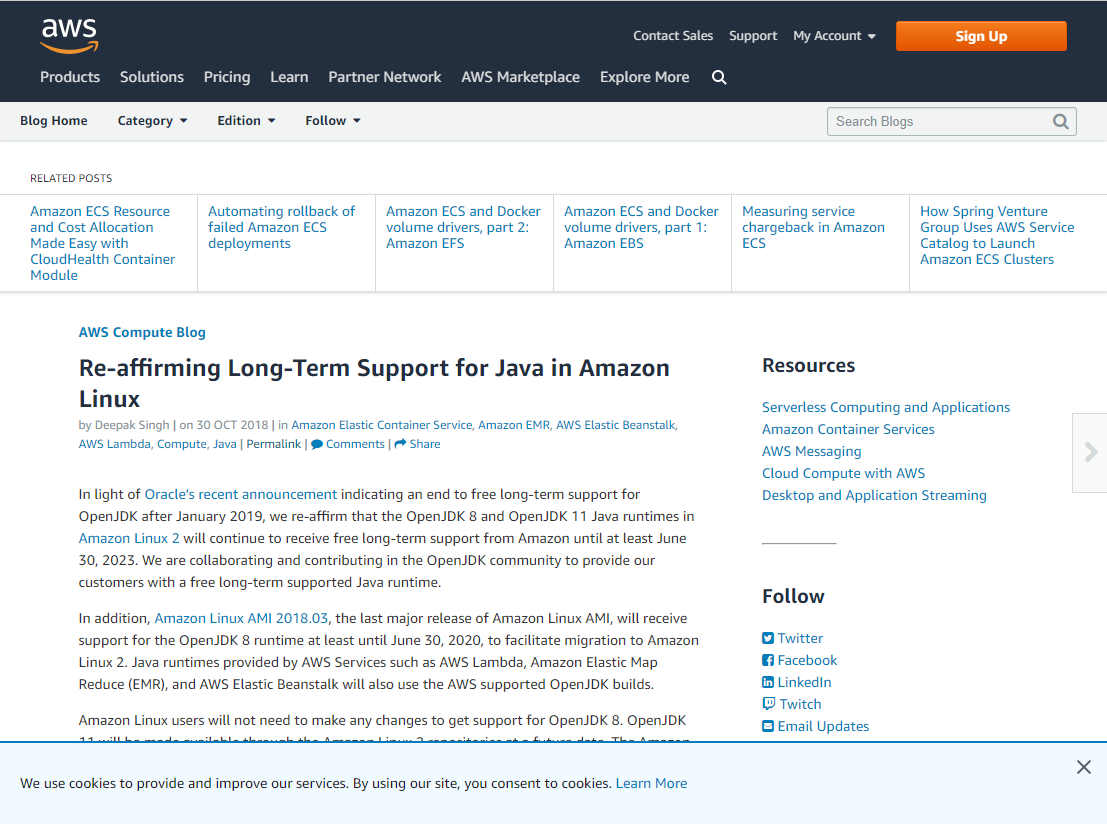 aws
Contact Sales Support My Account
Sign Up
Products Solutions Pricing Learn Partner Network AWS Marketplace Explore More
Blog Home Category Edition Follow
Search Blogs
RELATED POSTS
Amazon ECS Resource
and Cost Allocation
Made Easy with
CloudHealth Container
Module
Automating rollback of
failed Amazon ECS
deployments
Amazon ECS and Docker
volume drivers, part 2:
Amazon EFS
Amazon ECS and Docker
volume drivers, part 1:
Amazon EBS
Measuring service
chargeback in Amazon
ECS
How Spring Venture
Group Uses AWS Service
Catalog to Launch
Amazon ECS Clusters
AWS Compute Blog
Re-affirming Long-Term Support for Java in Amazon
Linux
by Deepak Singh | on 30 OCT 2018 | in Amazon Elastic Container Service, Amazon EMR, AWS Elastic Beanstalk,
AWS Lambda, Compute, Java | Permalink | Comments | Share
In light of Oracle's recent announcement indicating an end to free long-term support for
OpenJDK after January 2019, we re-affirm that the OpenJDK 8 and OpenJDK 11 Java runtimes in
Amazon Linux 2 will continue to receive free long-term support from Amazon until at least June
30, 2023. We are collaborating and contributing in the OpenJDK community to provide our
customers with a free long-term supported Java runtime.
In addition, Amazon Linux AMI 2018.03, the last major release of Amazon Linux AMI, will receive
support for the OpenJDK 8 runtime at least until June 30, 2020, to facilitate migration to Amazon
Linux 2. Java runtimes provided by AWS Services such as AWS Lambda, Amazon Elastic Map
Reduce (EMR), and AWS Elastic Beanstalk will also use the AWS supported OpenJDK builds.
Amazon Linux users will not need to make any changes to get support for OpenJDK 8. OpenJDK
11 will be made available through the Amazon Linux 2 repositories at a future date. The Amazon
Resources
Serverless Computing and Applications
Amazon Container Services
AWS Messaging
Cloud Compute with AWS
Desktop and Application Streaming
Follow
Twitter
Facebook
LinkedIn
Twitch
Email Updates
We use cookies to provide and improve our services. By using our site, you consent to cookies. Learn More